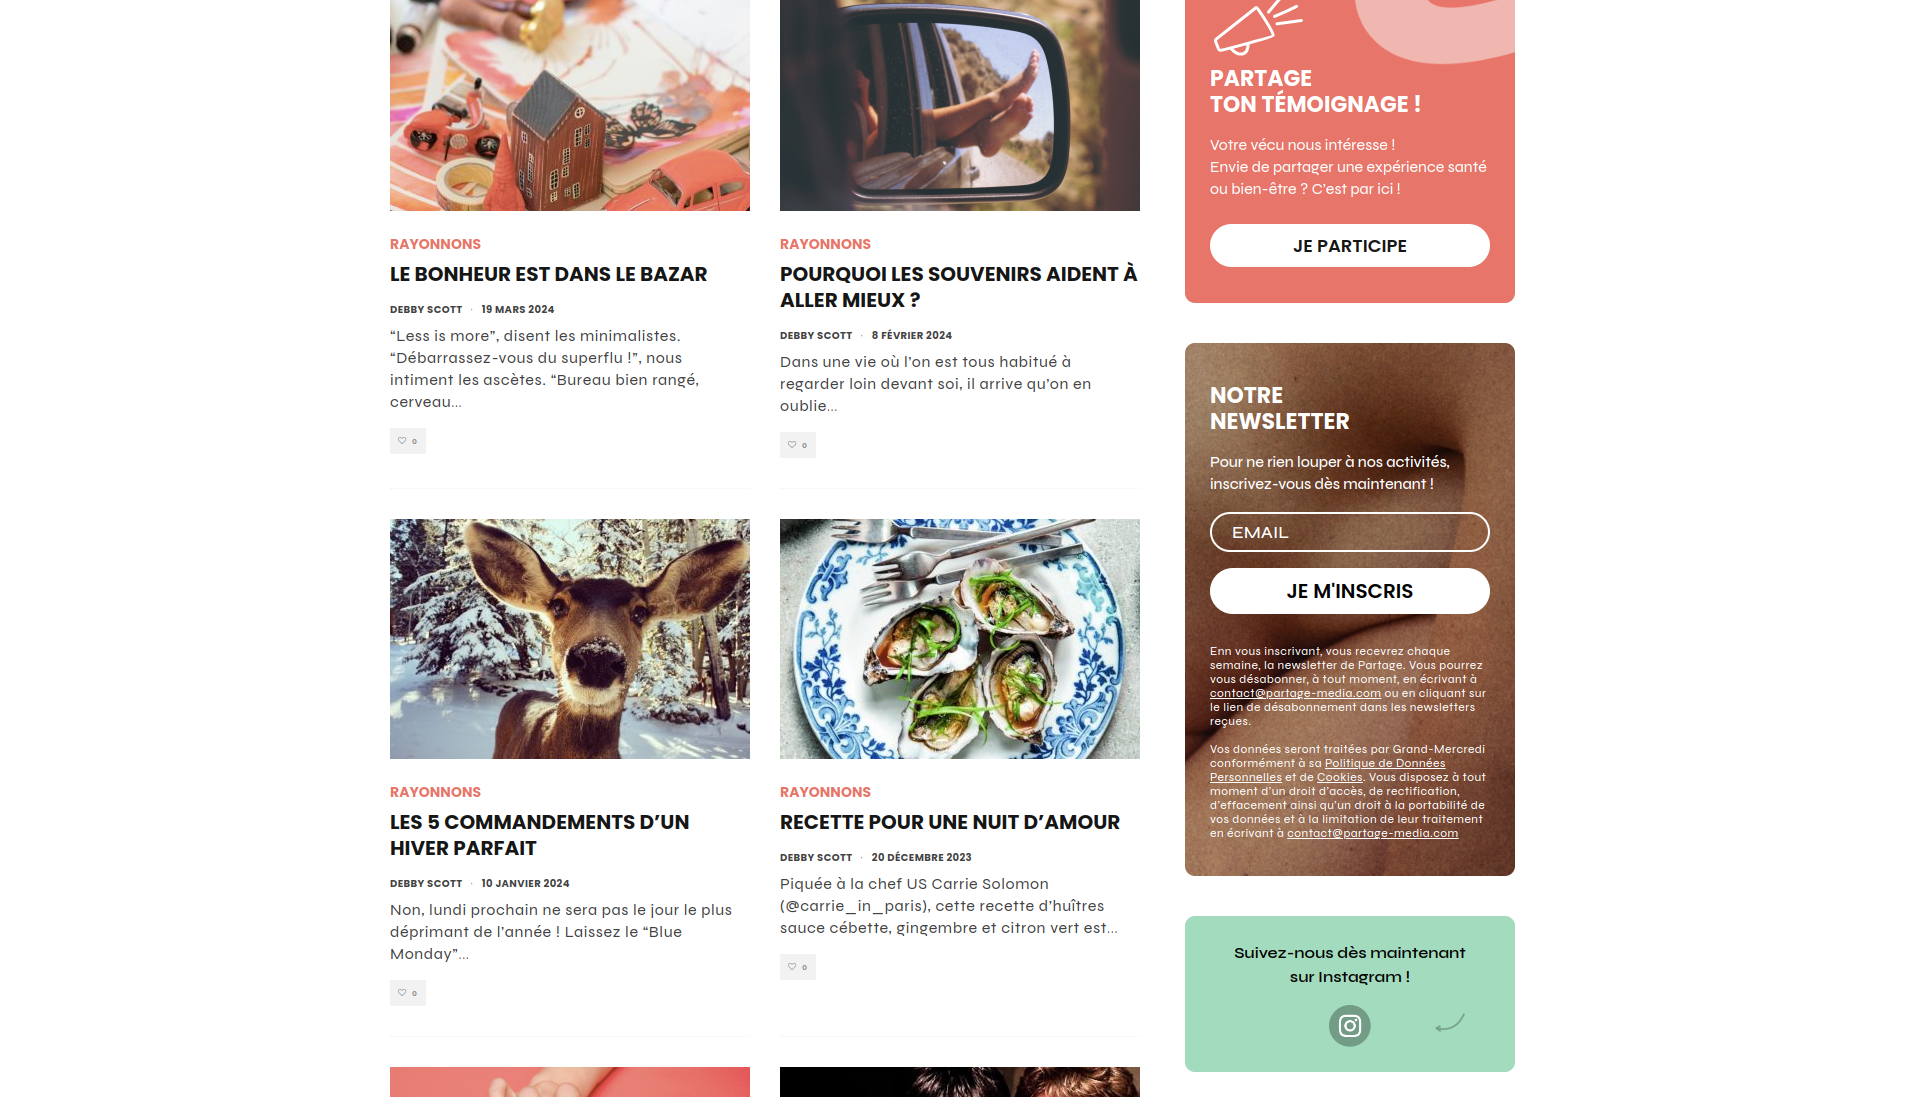 RAYONNONS
LE BONHEUR EST DANS LE BAZAR
DEBBY SCOTT · 19 MARS 2024
“Less is more”, disent les minimalistes.
“Débarrassez-vous du superflu !”, nous
intiment les ascètes. “Bureau bien rangé,
cerveau…
0
RAYONNONS
POURQUOI LES SOUVENIRS AIDENT À
ALLER MIEUX ?
DEBBY SCOTT · 8 FÉVRIER 2024
Dans une vie où l’on est tous habitué à
regarder loin devant soi, il arrive qu’on en
oublie…
0
RAYONNONS
LES 5 COMMANDEMENTS D’UN
HIVER PARFAIT
DEBBY SCOTT · 10 JANVIER 2024
Non, lundi prochain ne sera pas le jour le plus
déprimant de l’année ! Laissez le “Blue
Monday”…
0
RAYONNONS
RECETTE POUR UNE NUIT D’AMOUR
DEBBY SCOTT · 20 DÉCEMBRE 2023
Piquée à la chef US Carrie Solomon
(@carrie_in_paris), cette recette d’huîtres
sauce cébette, gingembre et citron vert est…
0
PARTAGE
TON TÉMOIGNAGE !
Votre vécu nous intéresse !
Envie de partager une expérience santé
ou bien-être ? C’est par ici !
JE PARTICIPE
NOTRE
NEWSLETTER
Pour ne rien louper à nos activités,
inscrivez-vous dès maintenant !
EMAIL
JE M'INSCRIS
Enn vous inscrivant, vous recevrez chaque
semaine, la newsletter de Partage. Vous pourrez
vous désabonner, à tout moment, en écrivant à
contact@partage-media.com ou en cliquant sur
le lien de désabonnement dans les newsletters
reçues.
Vos données seront traitées par Grand-Mercredi
conformément à sa Politique de Données
Personnelles et de Cookies. Vous disposez à tout
moment d’un droit d’accès, de rectification,
d’effacement ainsi qu’un droit à la portabilité de
vos données et à la limitation de leur traitement
en écrivant à contact@partage-media.com
Suivez-nous dès maintenant
sur Instagram !